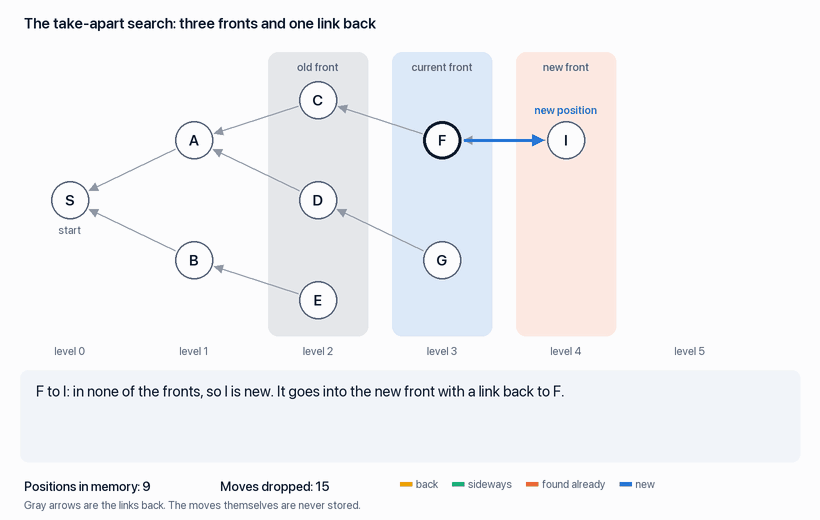 The take-apart search: three fronts and one link back
old front
current front
new front
C
new position
A
F
I
S
D
start
B
G
E
level 0
level 1
level 2
level 3
level 4
level 5
F to I: in none of the fronts, so I is new. It goes into the new front with a link back to F.
Positions in memory: 9
Moves dropped: 15
back
sideways
found already
new
Gray arrows are the links back. The moves themselves are never stored.